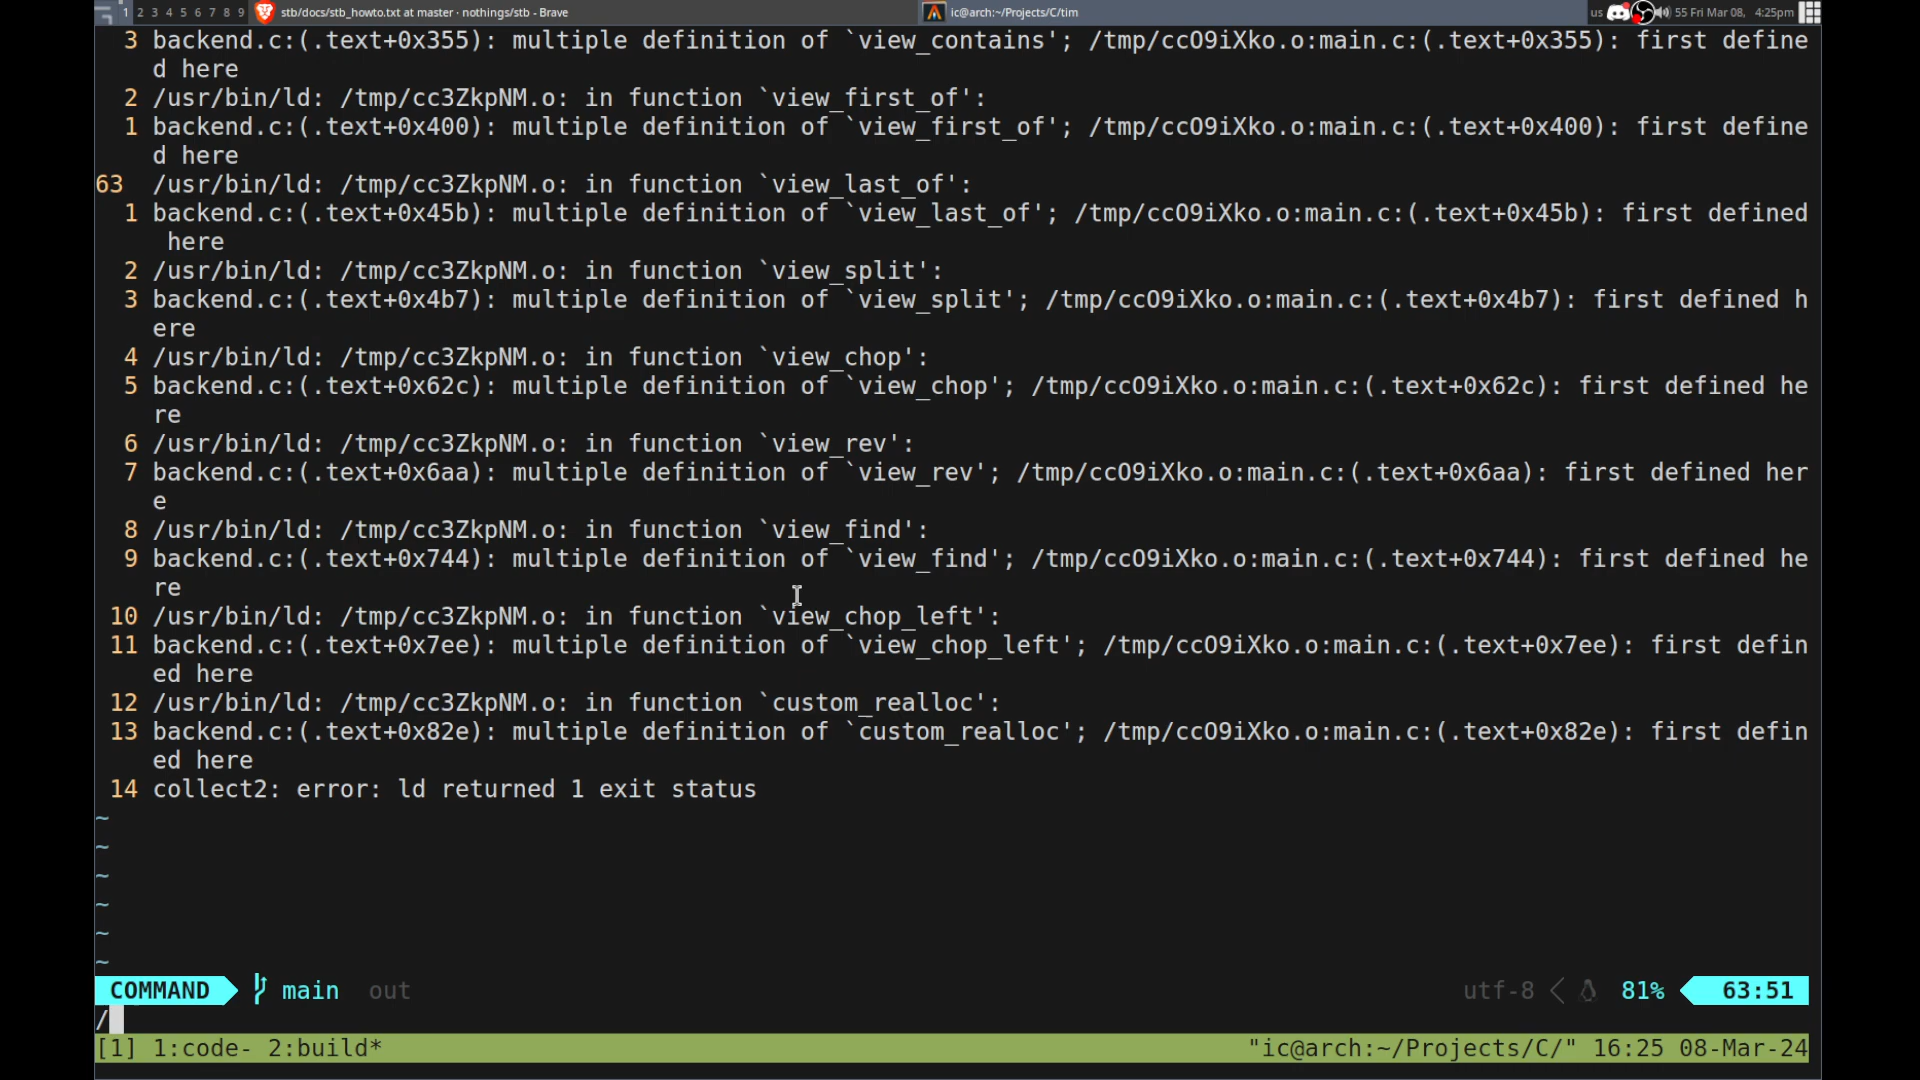 1 2 3 4 5 6 7 8 9 stb/docs/stb_howto.txt at master · nothings/stb - Brave ic@arch:~/Projects/C/tim us 55 Fri Mar 08, 4:25pm
3 backend.c:(.text+0x355): multiple definition of `view_contains'; /tmp/ccO9iXko.o:main.c:(.text+0x355): first define
d here
2 /usr/bin/ld: /tmp/cc3ZkpNM.o: in function `view_first_of':
1 backend.c:(.text+0x400): multiple definition of `view_first_of'; /tmp/ccO9iXko.o:main.c:(.text+0x400): first define
d here
63 /usr/bin/ld: /tmp/cc3ZkpNM.o: in function `view_last_of':
1 backend.c:(.text+0x45b): multiple definition of `view_last_of'; /tmp/ccO9iXko.o:main.c:(.text+0x45b): first defined
here
2 /usr/bin/ld: /tmp/cc3ZkpNM.o: in function `view_split':
3 backend.c:(.text+0x4b7): multiple definition of `view_split'; /tmp/ccO9iXko.o:main.c:(.text+0x4b7): first defined h
ere
4 /usr/bin/ld: /tmp/cc3ZkpNM.o: in function `view_chop':
5 backend.c:(.text+0x62c): multiple definition of `view_chop'; /tmp/ccO9iXko.o:main.c:(.text+0x62c): first defined he
re
6 /usr/bin/ld: /tmp/cc3ZkpNM.o: in function `view_rev':
7 backend.c:(.text+0x6aa): multiple definition of `view_rev'; /tmp/ccO9iXko.o:main.c:(.text+0x6aa): first defined her
e
8 /usr/bin/ld: /tmp/cc3ZkpNM.o: in function `view_find':
9 backend.c:(.text+0x744): multiple definition of `view_find'; /tmp/ccO9iXko.o:main.c:(.text+0x744): first defined he
re
10 /usr/bin/ld: /tmp/cc3ZkpNM.o: in function `view_chop_left':
11 backend.c:(.text+0x7ee): multiple definition of `view_chop_left'; /tmp/ccO9iXko.o:main.c:(.text+0x7ee): first defin
ed here
12 /usr/bin/ld: /tmp/cc3ZkpNM.o: in function `custom_realloc':
13 backend.c:(.text+0x82e): multiple definition of `custom_realloc'; /tmp/ccO9iXko.o:main.c:(.text+0x82e): first defin
ed here
14 collect2: error: ld returned 1 exit status
~
~
~
~
~
~
COMMAND main out utf-8 81% 63:51
/
[1] 1:code- 2:build* "ic@arch:~/Projects/C/" 16:25 08-Mar-24